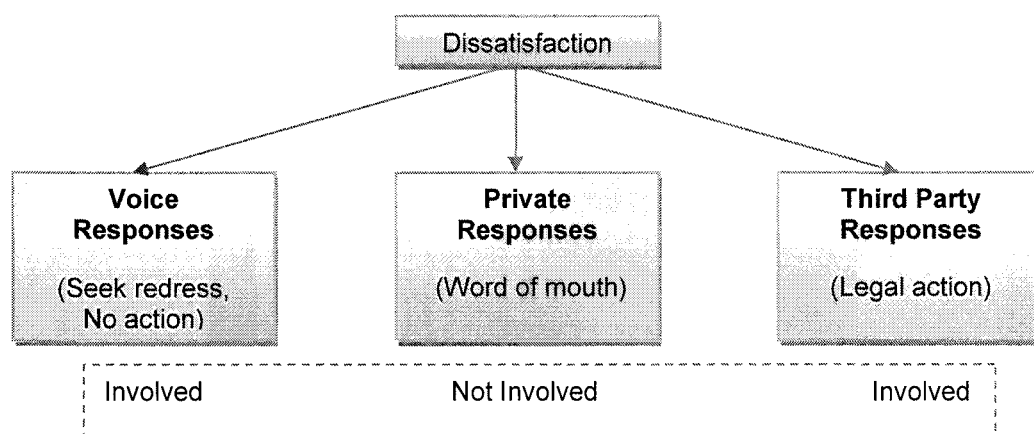 Dissatisfaction
Voice
Responses
(Seek redress,
No action)
Private
Responses
(Word of mouth)
Third Party
Responses
(Legal action)
Involved
Not Involved
Involved